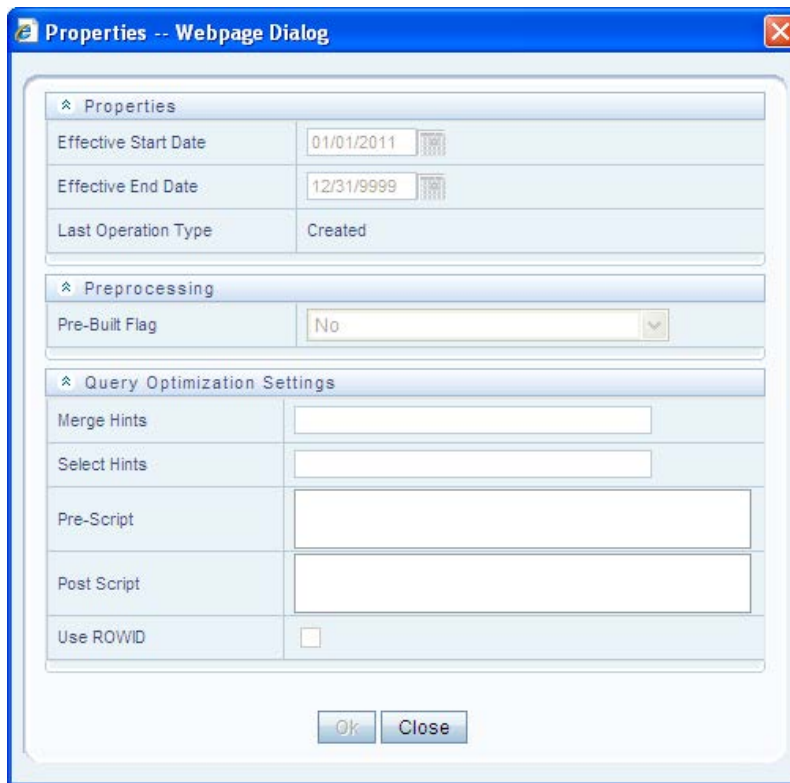 Properties -- Webpage Dialog
Properties
Effective Start Date 01/01/2011
Effective End Date 12/31/9999
Last Operation Type Created
Preprocessing
Pre-Built Flag No
Query Optimization Settings
Merge Hints
Select Hints
Pre-Script
Post Script
Use ROWID
Ok Close